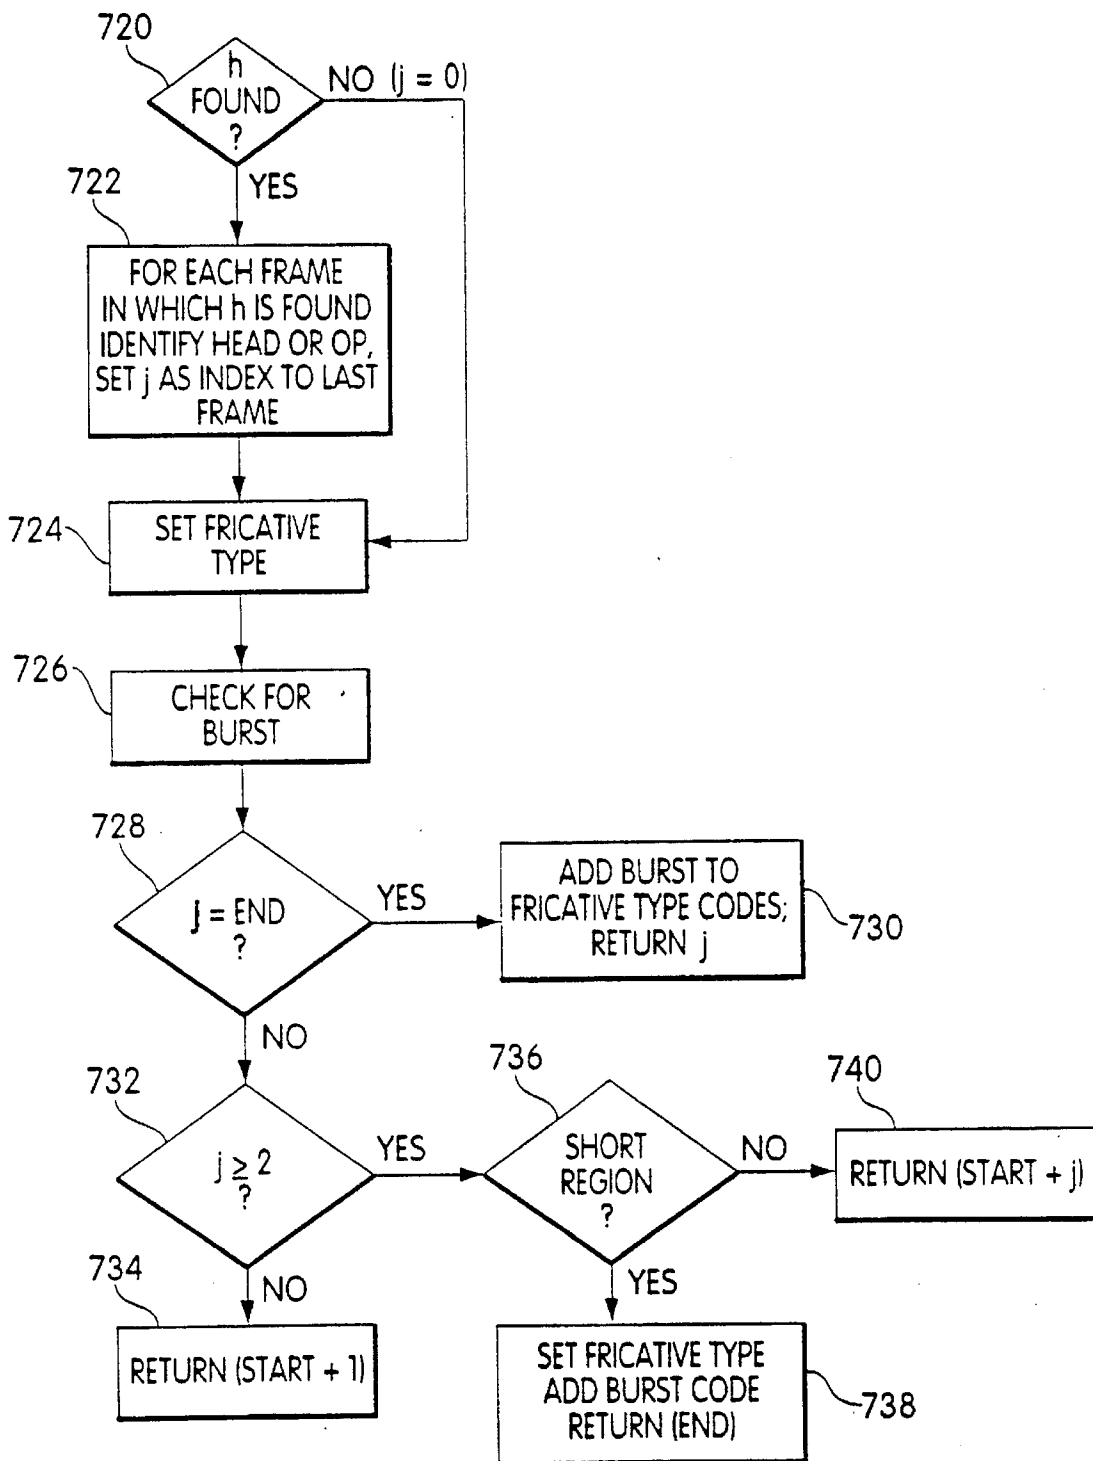 720
h
FOUND
?
NO (j = 0)
YES
722
FOR EACH FRAME
IN WHICH h IS FOUND
IDENTIFY HEAD OR OP,
SET j AS INDEX TO LAST
FRAME
724
SET FRICATIVE
TYPE
726
CHECK FOR
BURST
728
j = END
?
YES
ADD BURST TO
FRICATIVE TYPE CODES;
RETURN j
730
NO
732
j ≥ 2
?
YES
736
SHORT
REGION
?
NO
740
RETURN (START + j)
734
NO
RETURN (START + 1)
YES
SET FRICATIVE TYPE
ADD BURST CODE
RETURN (END)
738